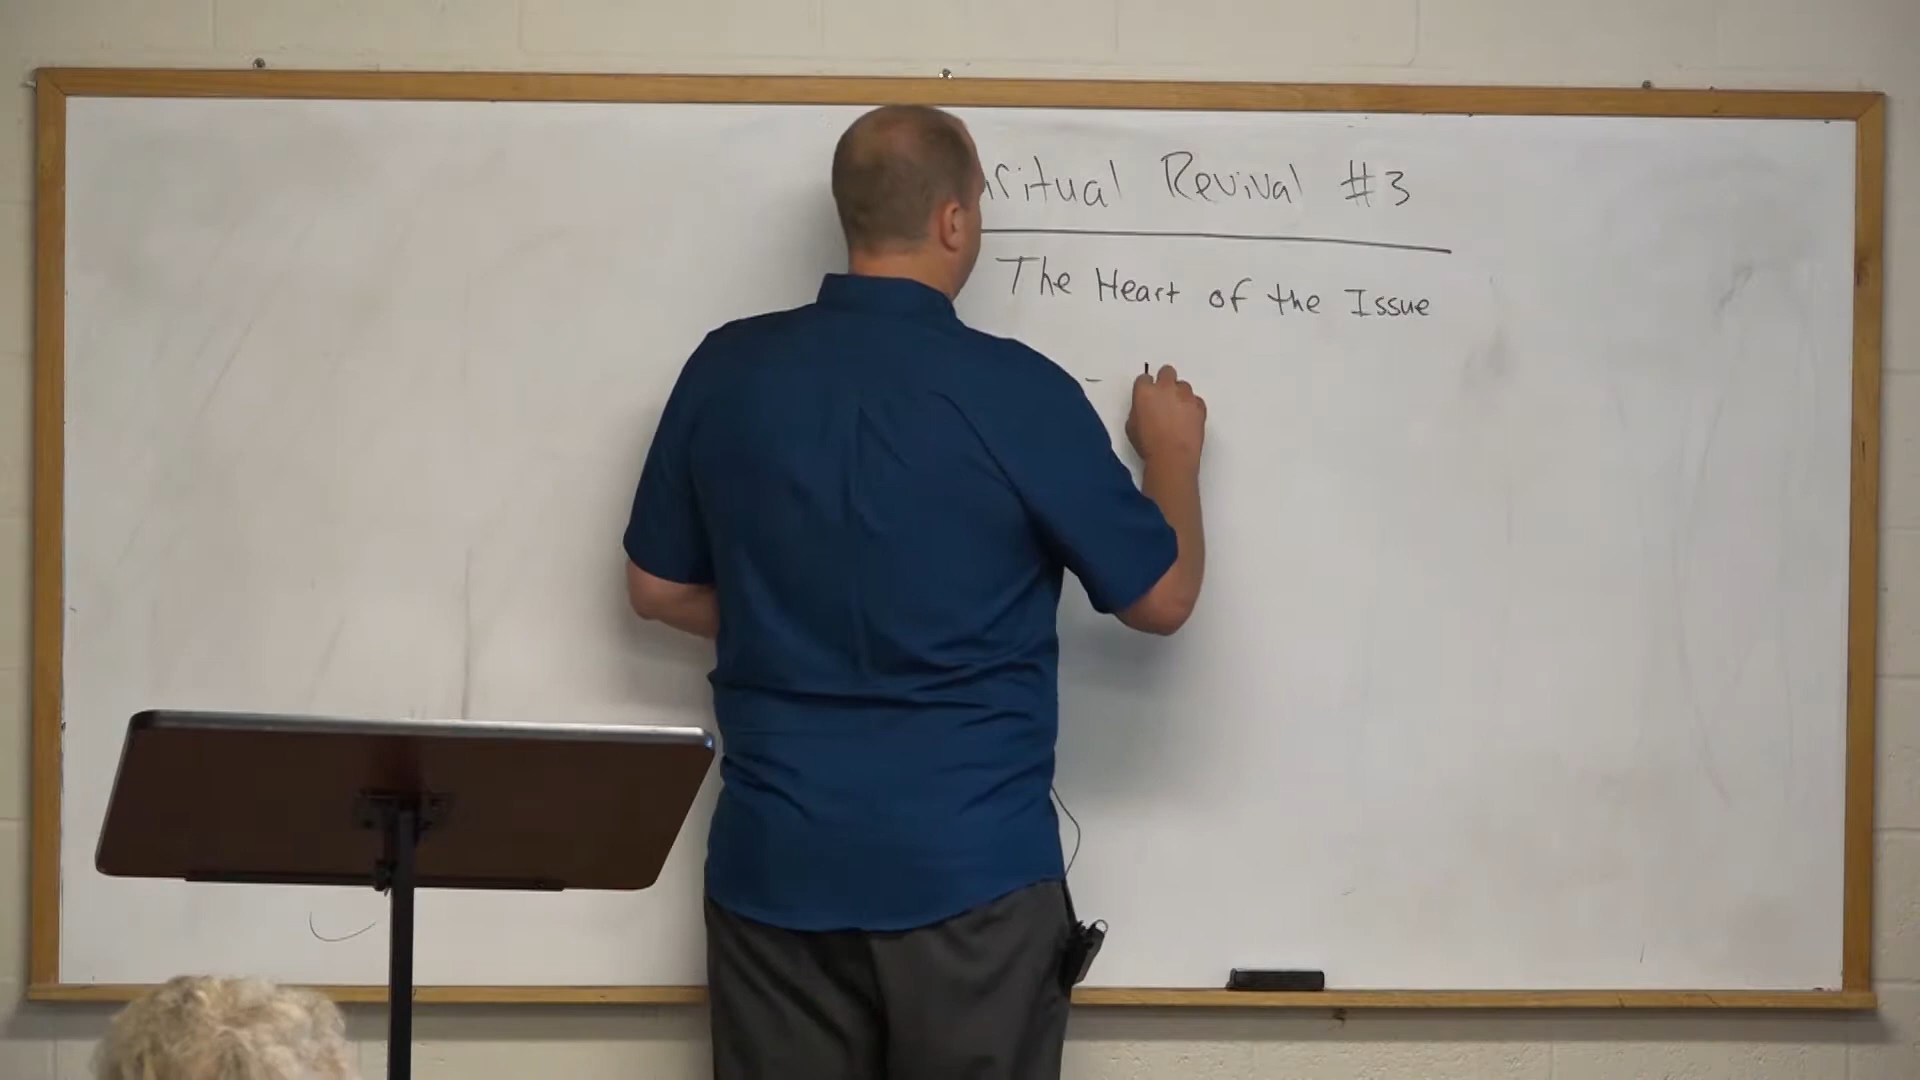 ritual Revival #3
The Heart of the Issue
-